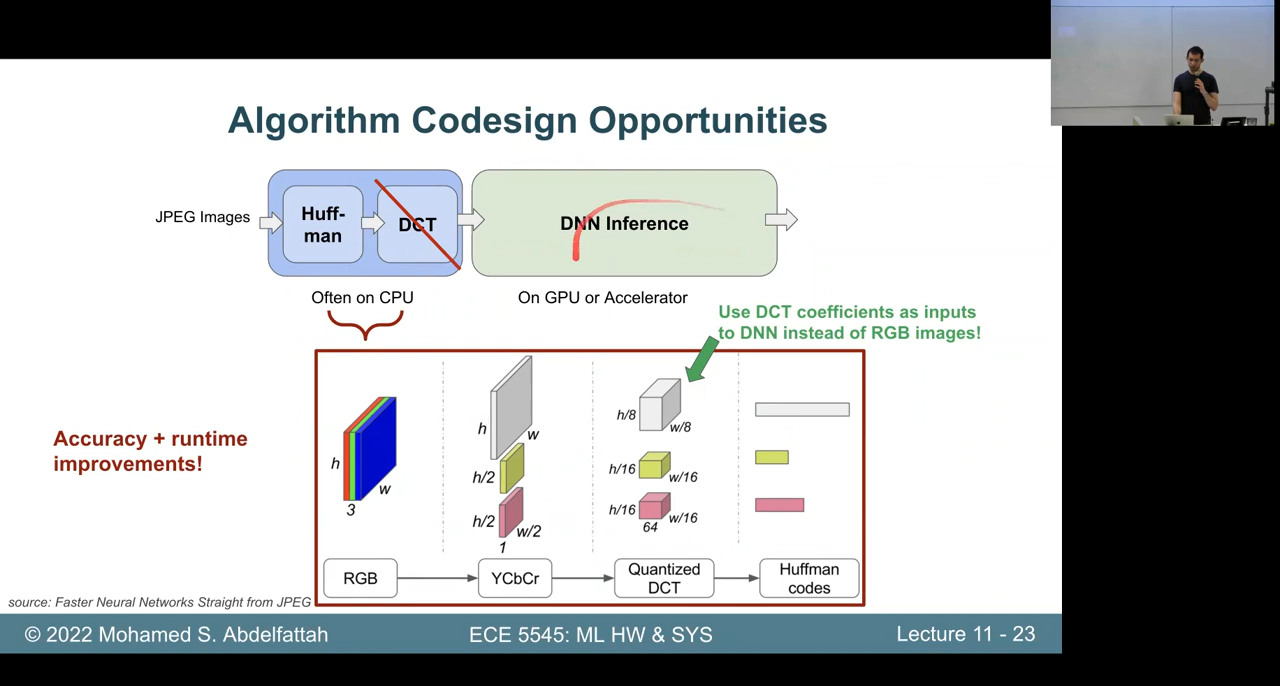 Algorithm Codesign Opportunities
JPEG Images
Huff-
man
DCT
DNN Inference
Often on CPU
On GPU or Accelerator
Use DCT coefficients as inputs
to DNN instead of RGB images!
Accuracy + runtime
improvements!
h
w
3
h
w
h/2
h/2
w/2
1
h/8
w/8
h/16
w/16
h/16
w/16
64
RGB
YCbCr
Quantized
DCT
Huffman
codes
source: Faster Neural Networks Straight from JPEG
© 2022 Mohamed S. Abdelfattah
ECE 5545: ML HW & SYS
Lecture 11 - 23